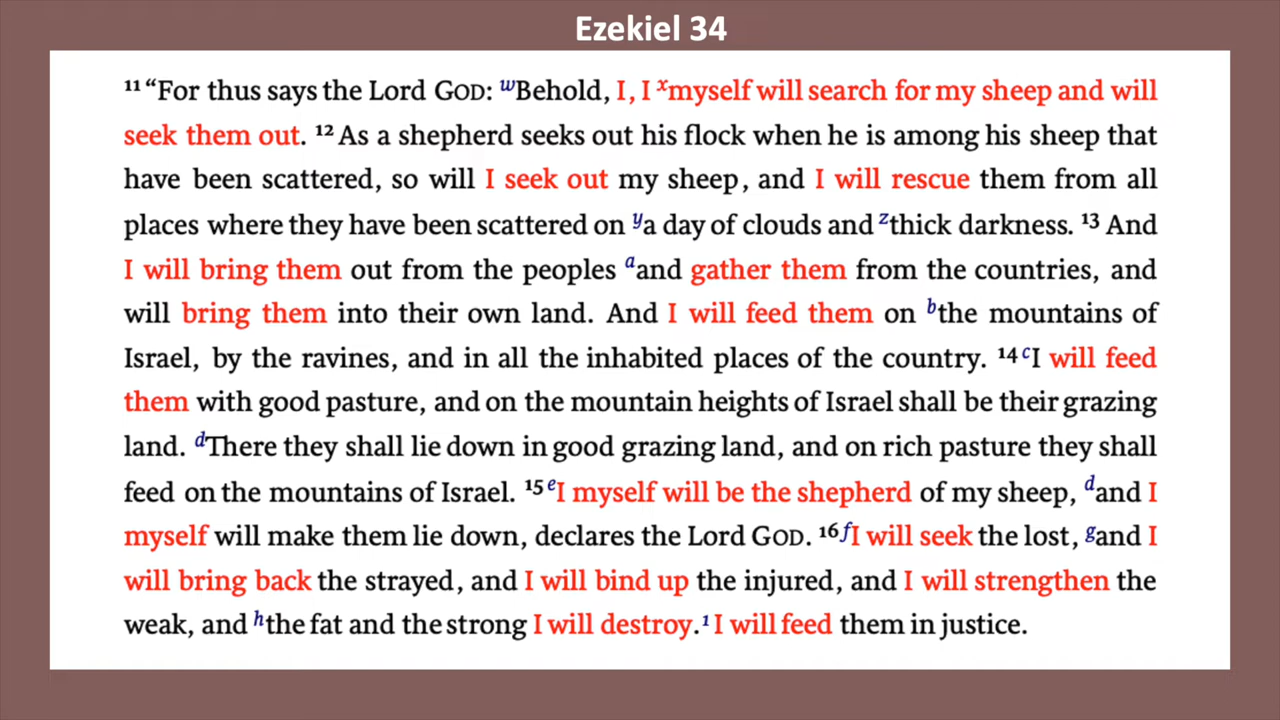 Ezekiel 34
11 “For thus says the Lord GOD: wBehold, I, I xmyself will search for my sheep and will
seek them out. 12 As a shepherd seeks out his flock when he is among his sheep that
have been scattered, so will I seek out my sheep, and I will rescue them from all
places where they have been scattered on ya day of clouds and zthick darkness. 13 And
I will bring them out from the peoples aand gather them from the countries, and
will bring them into their own land. And I will feed them on bthe mountains of
Israel, by the ravines, and in all the inhabited places of the country. 14 cI will feed
them with good pasture, and on the mountain heights of Israel shall be their grazing
land. dThere they shall lie down in good grazing land, and on rich pasture they shall
feed on the mountains of Israel. 15 eI myself will be the shepherd of my sheep, dand I
myself will make them lie down, declares the Lord GOD. 16 fI will seek the lost, gand I
will bring back the strayed, and I will bind up the injured, and I will strengthen the
weak, and hthe fat and the strong I will destroy.1 I will feed them in justice.